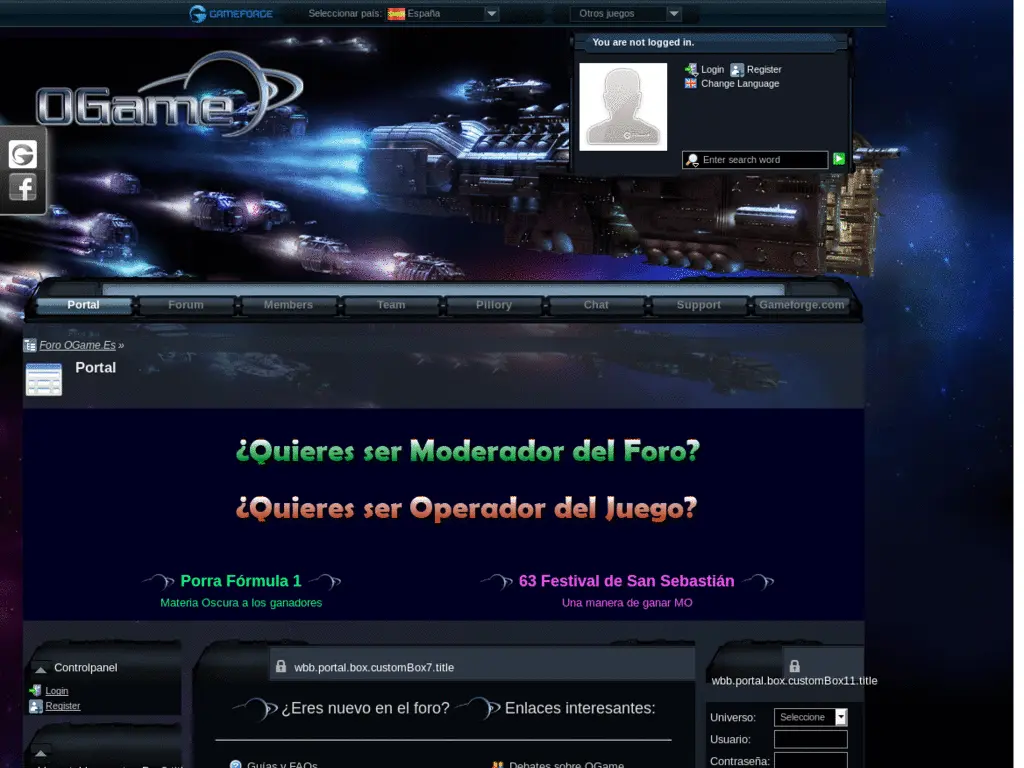 GAMEFORGE Seleccionar país: España Otros juegos
You are not logged in.
Login Register
Change Language
Enter search word
OGame
Portal Forum Members Team Pillory Chat Support Gameforge.com
Foro OGame.Es »
Portal
¿Quieres ser Moderador del Foro?
¿Quieres ser Operador del Juego?
Porra Fórmula 1
Materia Oscura a los ganadores
63 Festival de San Sebastián
Una manera de ganar MO
Controlpanel
Login
Register
wbb.portal.box.customBox7.title
¿Eres nuevo en el foro? Enlaces interesantes:
Guías y FAQs Debates sobre OGame
wbb.portal.box.customBox11.title
Universo: Seleccione
Usuario:
Contraseña: